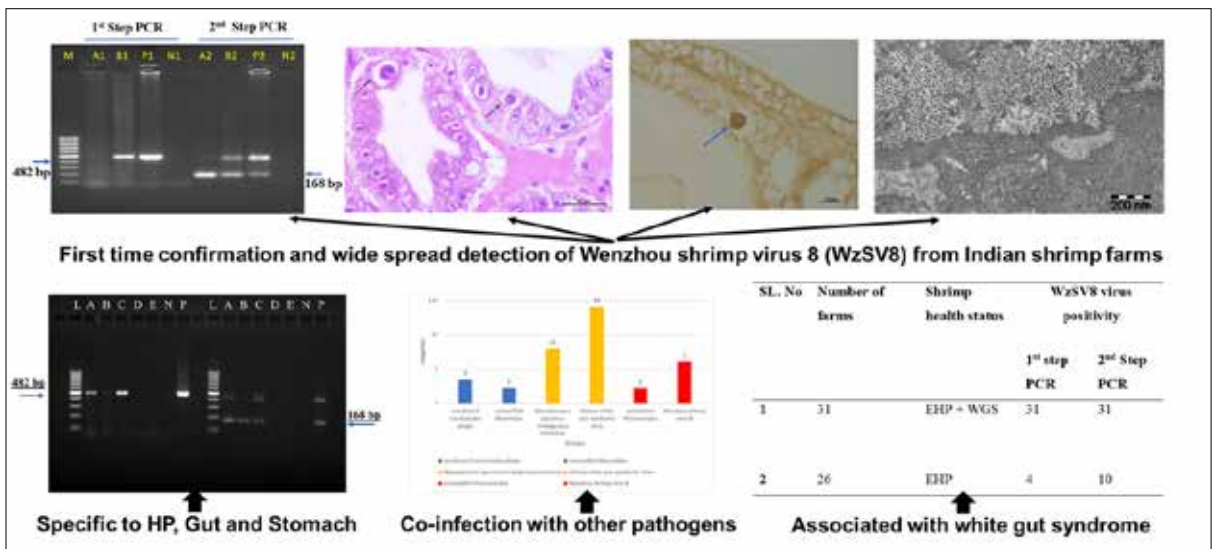 1st Step PCR 2nd Step PCR
M A1 B1 P1 N1 A2 B2 P2 N2
482 bp
168 bp
200 nm
First time confirmation and wide spread detection of Wenzhou shrimp virus 8 (WzSV8) from Indian shrimp farms
L A B C D E N P L A B C D E N P
482 bp
168 bp
SL. No Number of farms Shrimp health status WzSV8 virus positivity
1st step PCR 2nd Step PCR
1 31 EHP + WGS 31 31
2 26 EHP 4 10
Specific to HP, Gut and Stomach
Co-infection with other pathogens
Associated with white gut syndrome